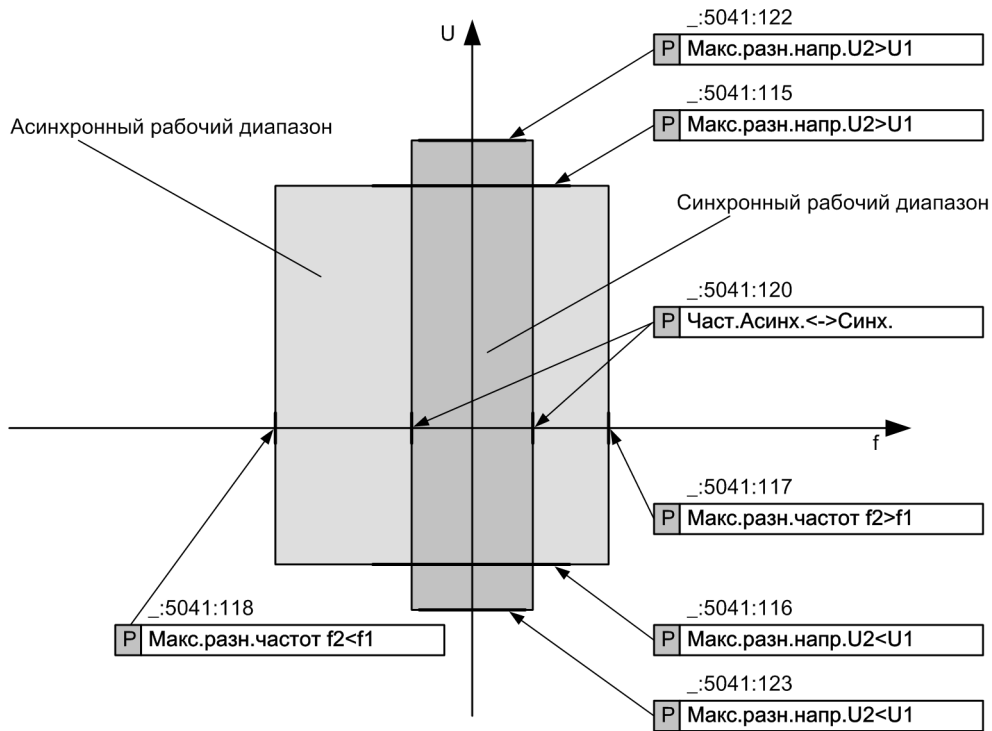 _:5041:122
U
P Макс.разн.напр.U2>U1
_:5041:115
P Макс.разн.напр.U2>U1
Асинхронный рабочий диапазон
Синхронный рабочий диапазон
_:5041:120
P Част.Асинх.<->Синх.
f
_:5041:117
P Макс.разн.частот f2>f1
_:5041:118
P Макс.разн.частот f2<f1
_:5041:116
P Макс.разн.напр.U2<U1
_:5041:123
P Макс.разн.напр.U2<U1